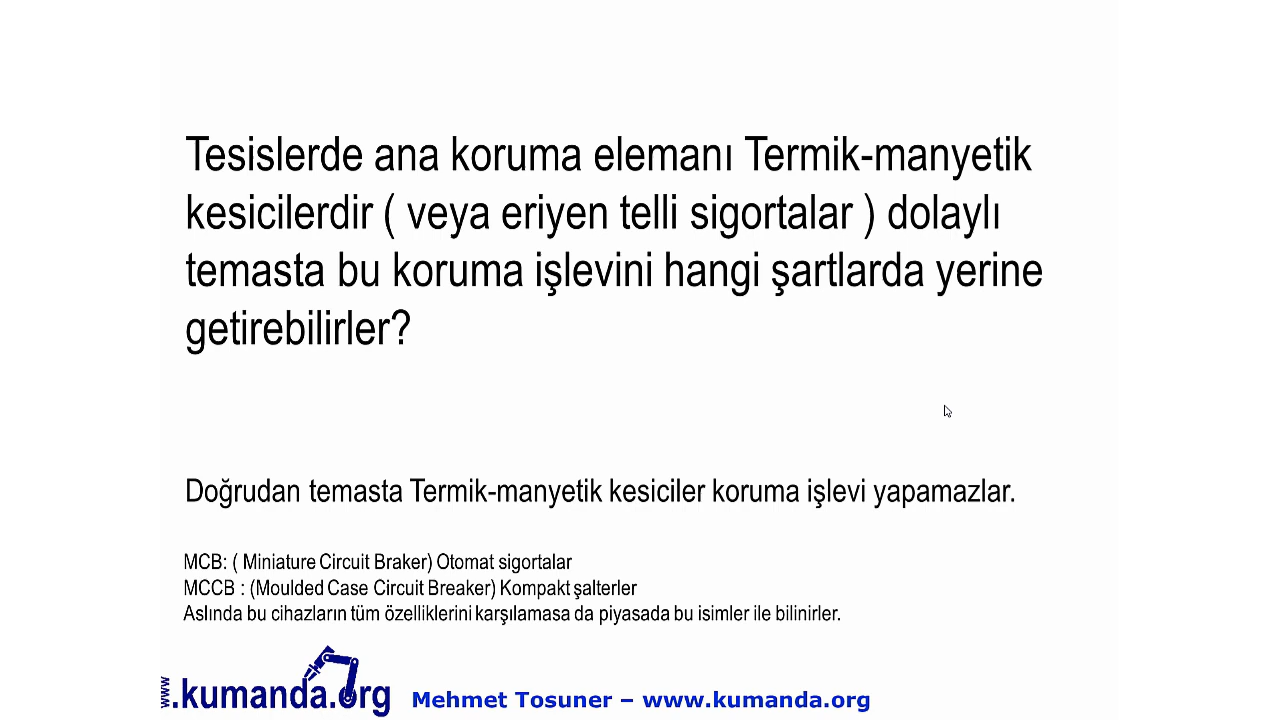 Tesislerde ana koruma elemanı Termik-manyetik
kesicilerdir ( veya eriyen telli sigortalar ) dolaylı
temasta bu koruma işlevini hangi şartlarda yerine
getirebilirler?
Doğrudan temasta Termik-manyetik kesiciler koruma işlevi yapamazlar.
MCB: ( Miniature Circuit Braker) Otomat sigortalar
MCCB : (Moulded Case Circuit Breaker) Kompakt şalterler
Aslında bu cihazların tüm özelliklerini karşılamasa da piyasada bu isimler ile bilinirler.
www.kumanda.org Mehmet Tosuner – www.kumanda.org